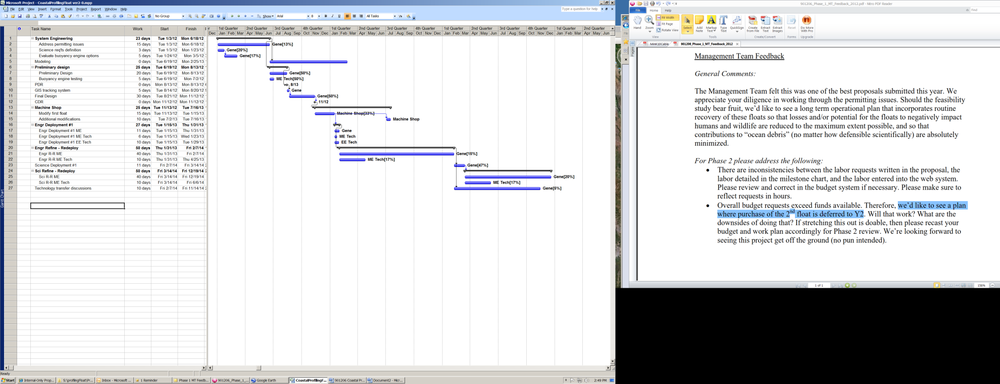 Microsoft Project - CoastalProfilingFloat ver2-0.mpp
File Edit View Insert Format Tools Project Report Window Help
Type a question for help
No Group Show Arial 8 B I U All Tasks
Task Name Work Start Finish
1 System Engineering 23 days Tue 1/3/12 Mon 6/18/12
2 Address permitting issues 15 days Tue 1/3/12 Mon 6/18/12
3 Science req'ts definition 3 days Tue 1/3/12 Mon 1/23/12
4 Evaluate buoyancy engine options 5 days Tue 1/24/12 Mon 3/5/12
5 Modeling 0 days Tue 6/19/12 Mon 2/25/13
6 Preliminary design 25 days Tue 6/19/12 Mon 8/13/12
7 Preliminary Design 20 days Tue 6/19/12 Mon 8/13/12
8 Buoyancy engine testing 5 days Tue 6/19/12 Mon 7/2/12
9 PDR 0 days Mon 8/13/12 Mon 8/13/12
10 GIS tracking system 5 days Tue 8/14/12 Mon 8/20/12
11 Final Design 30 days Tue 8/21/12 Mon 11/12/12
12 CDR 0 days Mon 11/12/12 Mon 11/12/12
13 Machine Shop 25 days Tue 11/13/12 Tue 7/16/13
14 Modify first float 15 days Tue 11/13/12 Tue 1/15/13
15 Additional modifications 10 days Tue 7/2/13 Tue 7/16/13
16 Engr Deployment #1 27 days Tue 1/15/13 Thu 1/31/13
17 Engr Deployment #1 ME 11 days Tue 1/15/13 Thu 1/31/13
18 Engr Deployment #1 ME Tech 6 days Tue 1/15/13 Wed 1/23/13
19 Engr Deployment #1 EE Tech 10 days Tue 1/15/13 Tue 1/29/13
20 Engr Refine - Redeploy 50 days Thu 1/31/13 Fri 2/7/14
21 Engr R-R ME 40 days Thu 1/31/13 Fri 2/7/14
22 Engr R-R ME Tech 10 days Thu 1/31/13 Thu 4/25/13
23 Science Deployment #1 11 days Fri 2/7/14 Fri 3/14/14
24 Sci Refine - Redeploy 50 days Fri 3/14/14 Fri 12/19/14
25 Sci R-R ME 40 days Fri 3/14/14 Fri 12/19/14
26 Sci R-R ME Tech 10 days Fri 3/14/14 Fri 6/6/14
27 Technology transfer discussions 10 days Fri 2/7/14 Fri 11/14/14
1st Quarter 2nd Quarter 3rd Quarter 4th Quarter 1st Quarter 2nd Quarter 3rd Quarter 4th Quarter 1st Quarter 2nd Quarter 3rd Quarter 4th Quarter 1st Quarter 2nd Quarter
Dec Jan Feb Mar Apr May Jun Jul Aug Sep Oct Nov Dec Jan Feb Mar Apr May Jun Jul Aug Sep Oct Nov Dec Jan Feb Mar Apr May Jun Jul Aug Sep Oct Nov Dec Jan Feb Mar Apr May Jun
Gene[13%]
Gene[20%]
Gene[17%]
Gene[50%]
ME Tech[50%]
8/13
Gene
Gene[50%]
11/12
Machine Shop[33%]
Machine Shop
Gene
ME Tech
EE Tech
Gene[15%]
ME Tech[17%]
Gene[47%]
Gene[20%]
ME Tech[17%]
Gene[5%]
Gantt Chart
Ready
Start Internal-Only Prop... S:\profilingFloat\Pr... Inbox - Microsoft ... 1 Reminder Phase 1 MT Feedb... 901206_Phase_1_... Google Earth CoastalProfilingF... 901206 Coastal Pr... Document2 - Micr... 2:49 PM
901206_Phase_1_MT_Feedback_2012.pdf - Nitro PDF Reader
File Home Help Find
Hand Zoom Fit Width Fit Page Rotate View Select Add Note Markup Text Type Text QuickSign Create from File Extract Text Extract Images Do More With Pro
View Tools Create/Convert Forms Upgrade
MinK10Cable 901206_Phase_1_MT_Feedback_2012
Pages
Management Team Feedback
General Comments:
The Management Team felt this was one of the best proposals submitted this year. We
appreciate your diligence in working through the permitting issues. Should the feasibility
study bear fruit, we'd like to see a long term operational plan that incorporates routine
recovery of these floats so that losses and/or potential for the floats to negatively impact
humans and wildlife are reduced to the maximum extent possible, and so that
contributions to “ocean debris” (no matter how defensible scientifically) are absolutely
minimized.
For Phase 2 please address the following:
• There are inconsistencies between the labor requests written in the proposal, the
labor detailed in the milestone chart, and the labor entered into the web system.
Please review and correct in the budget system if necessary. Please make sure to
reflect requests in hours.
• Overall budget requests exceed funds available. Therefore, we'd like to see a plan
where purchase of the 2nd float is deferred to Y2. Will that work? What are the
downsides of doing that? If stretching this out is doable, then please recast your
budget and work plan accordingly for Phase 2 review. We're looking forward to
seeing this project get off the ground (no pun intended).
1 of 1
158%